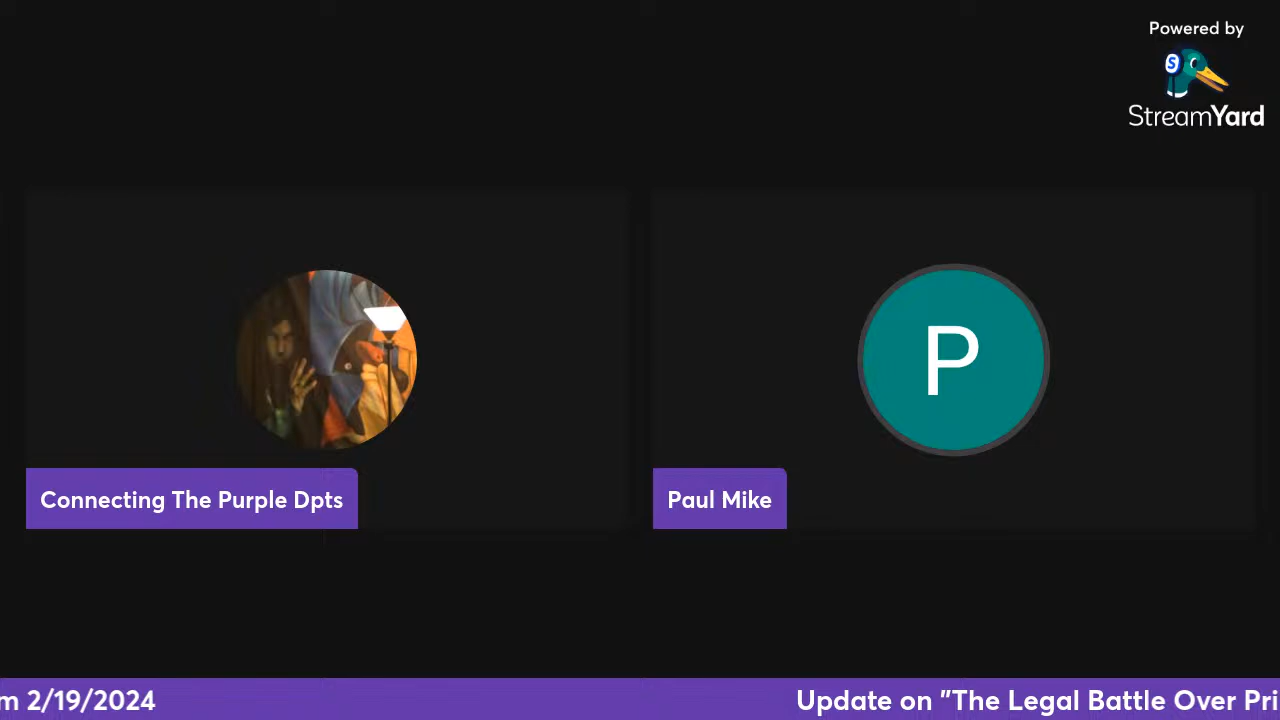 Powered by
StreamYard
P
Connecting The Purple Dpts
Paul Mike
m 2/19/2024
Update on "The Legal Battle Over Pri